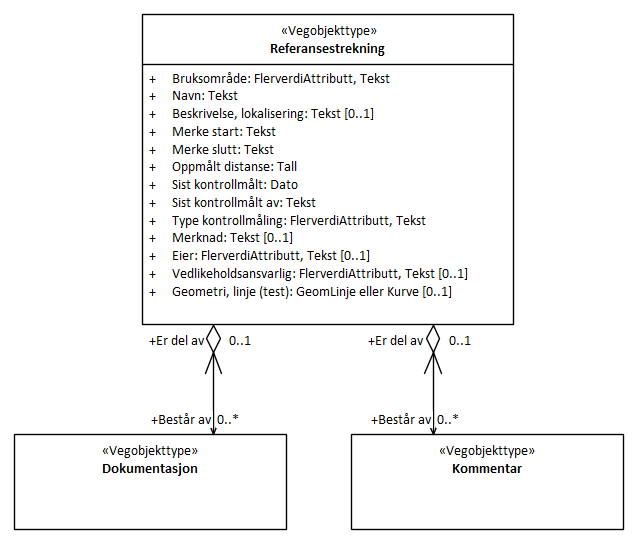 «Vegobjekttype»
Referansestrekning
+ Bruksområde: FlerverdiAttributt, Tekst
+ Navn: Tekst
+ Beskrivelse, lokalisering: Tekst [0..1]
+ Merke start: Tekst
+ Merke slutt: Tekst
+ Oppmålt distanse: Tall
+ Sist kontrollmålt: Dato
+ Sist kontrollmålt av: Tekst
+ Type kontrollmåling: FlerverdiAttributt, Tekst
+ Merknad: Tekst [0..1]
+ Eier: FlerverdiAttributt, Tekst [0..1]
+ Vedlikeholdsansvarlig: FlerverdiAttributt, Tekst [0..1]
+ Geometri, linje (test): GeomLinje eller Kurve [0..1]
+Er del av 0..1 +Er del av 0..1
+Består av 0..* +Består av 0..*
«Vegobjekttype» «Vegobjekttype»
Dokumentasjon Kommentar